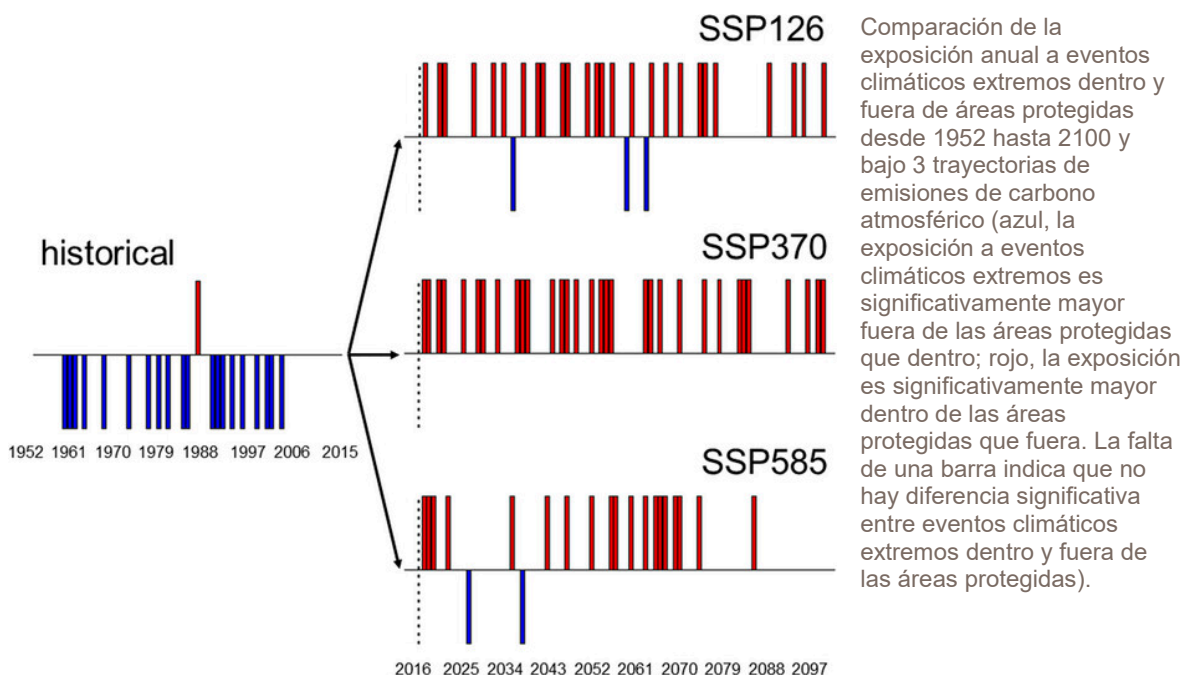 SSP126
historical
SSP370
SSP585
1952 1961 1970 1979 1988 1997 2006 2015
2016 2025 2034 2043 2052 2061 2070 2079 2088 2097
Comparación de la
exposición anual a eventos
climáticos extremos dentro y
fuera de áreas protegidas
desde 1952 hasta 2100 y
bajo 3 trayectorias de
emisiones de carbono
atmosférico (azul, la
exposición a eventos
climáticos extremos es
significativamente mayor
fuera de las áreas protegidas
que dentro; rojo, la exposición
es significativamente mayor
dentro de las áreas
protegidas que fuera. La falta
de una barra indica que no
hay diferencia significativa
entre eventos climáticos
extremos dentro y fuera de
las áreas protegidas).